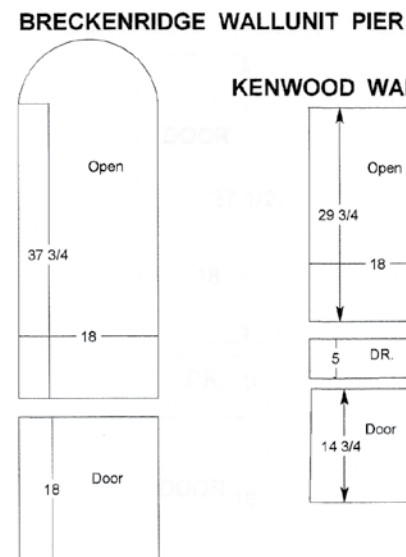 BRECKENRIDGE WALLUNIT PIER
Open
37 3/4
18
18
Door
KENWOOD WAL
Open
29 3/4
18
5
DR.
Door
14 3/4